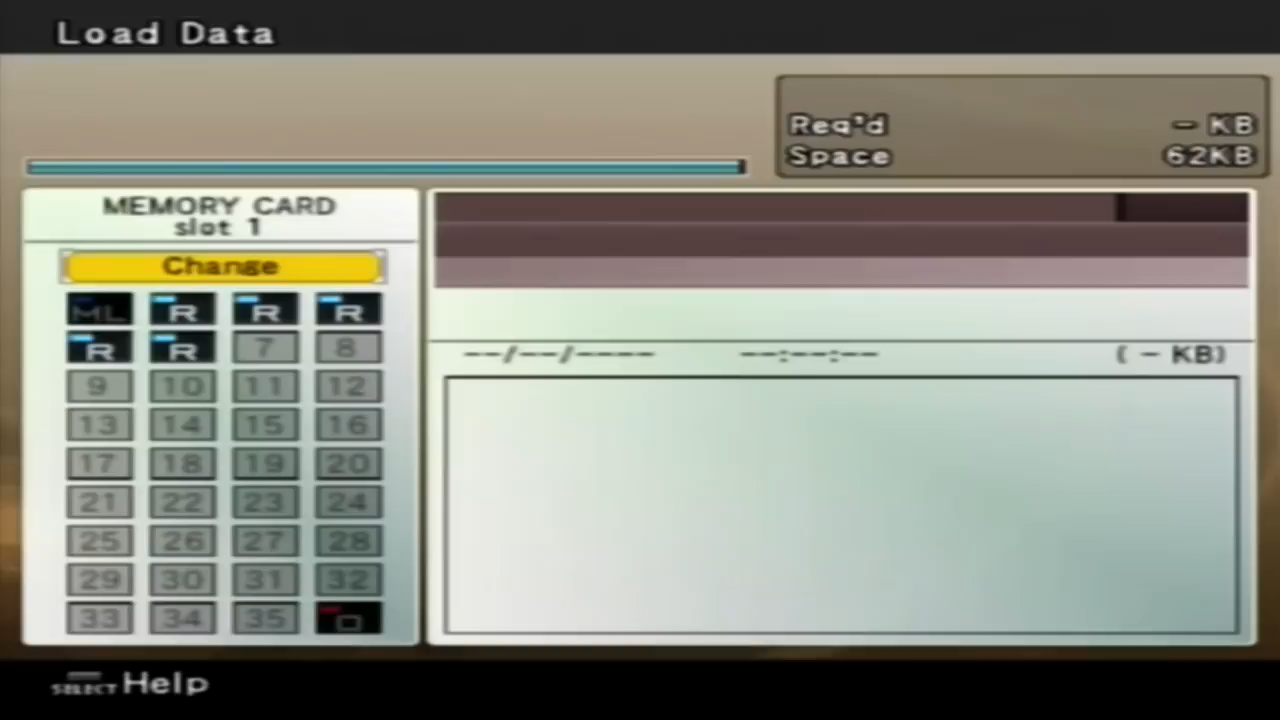 Load Data
Req'd - KB
Space 62KB
MEMORY CARD
slot 1
Change
ML R R R
R R 7 8
9 10 11 12
13 14 15 16
17 18 19 20
21 22 23 24
25 26 27 28
29 30 31 32
33 34 35
--/--/---- --:--:-- ( - KB)
SELECT Help